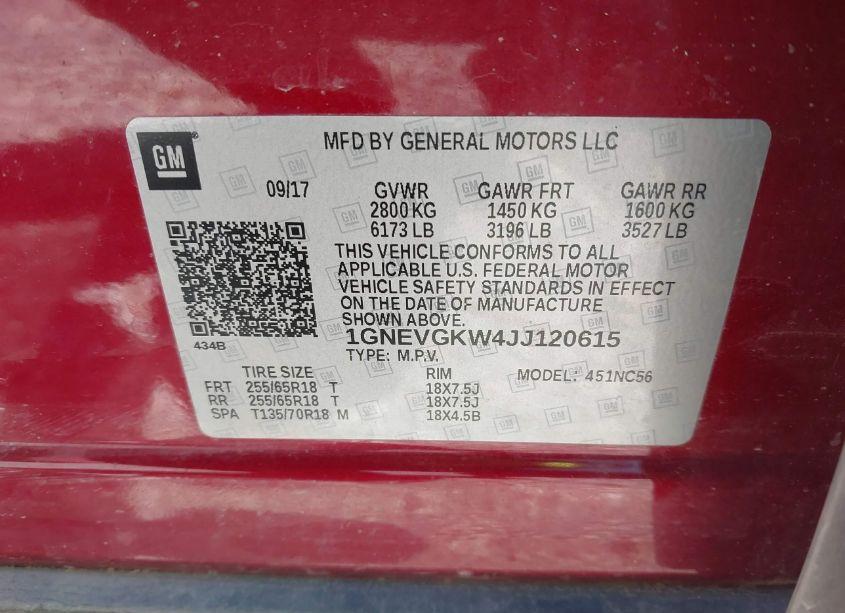 GM
MFD BY GENERAL MOTORS LLC
09/17 GVWR GAWR FRT GAWR RR
2800 KG 1450 KG 1600 KG
6173 LB 3196 LB 3527 LB
THIS VEHICLE CONFORMS TO ALL
APPLICABLE U.S. FEDERAL MOTOR
VEHICLE SAFETY STANDARDS IN EFFECT
ON THE DATE OF MANUFACTURE
SHOWN ABOVE.
434B
1GNEVGKW4JJ120615
TYPE: M.P.V.
TIRE SIZE RIM MODEL: 451NC56
FRT 255/65R18 T 18X7.5J
RR 255/65R18 T 18X7.5J
SPA T135/70R18 M 18X4.5B